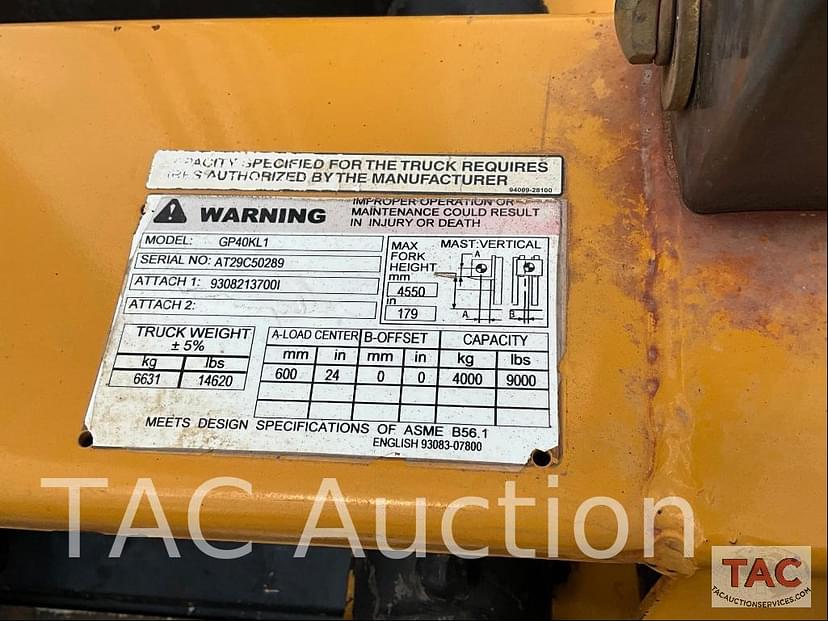 SPECIFIED FOR THE TRUCK REQUIRES
AUTHORIZED BY THE MANUFACTURER
94009-28100
WARNING
IMPROPER OPERATION OR
MAINTENANCE COULD RESULT
IN INJURY OR DEATH
MODEL: GP40KL1
SERIAL NO: AT29C50289
ATTACH 1: 9308213700I
ATTACH 2:
MAX
FORK
HEIGHT
mm
4550
in
179
MAST:VERTICAL
A
A
B
TRUCK WEIGHT
± 5%
kg lbs
6631 14620
A-LOAD CENTER B-OFFSET CAPACITY
mm in mm in kg lbs
600 24 0 0 4000 9000
MEETS DESIGN SPECIFICATIONS OF ASME B56.1
ENGLISH 93083-07800
TAC Auction
TAC
TACAUCTIONSERVICES.COM